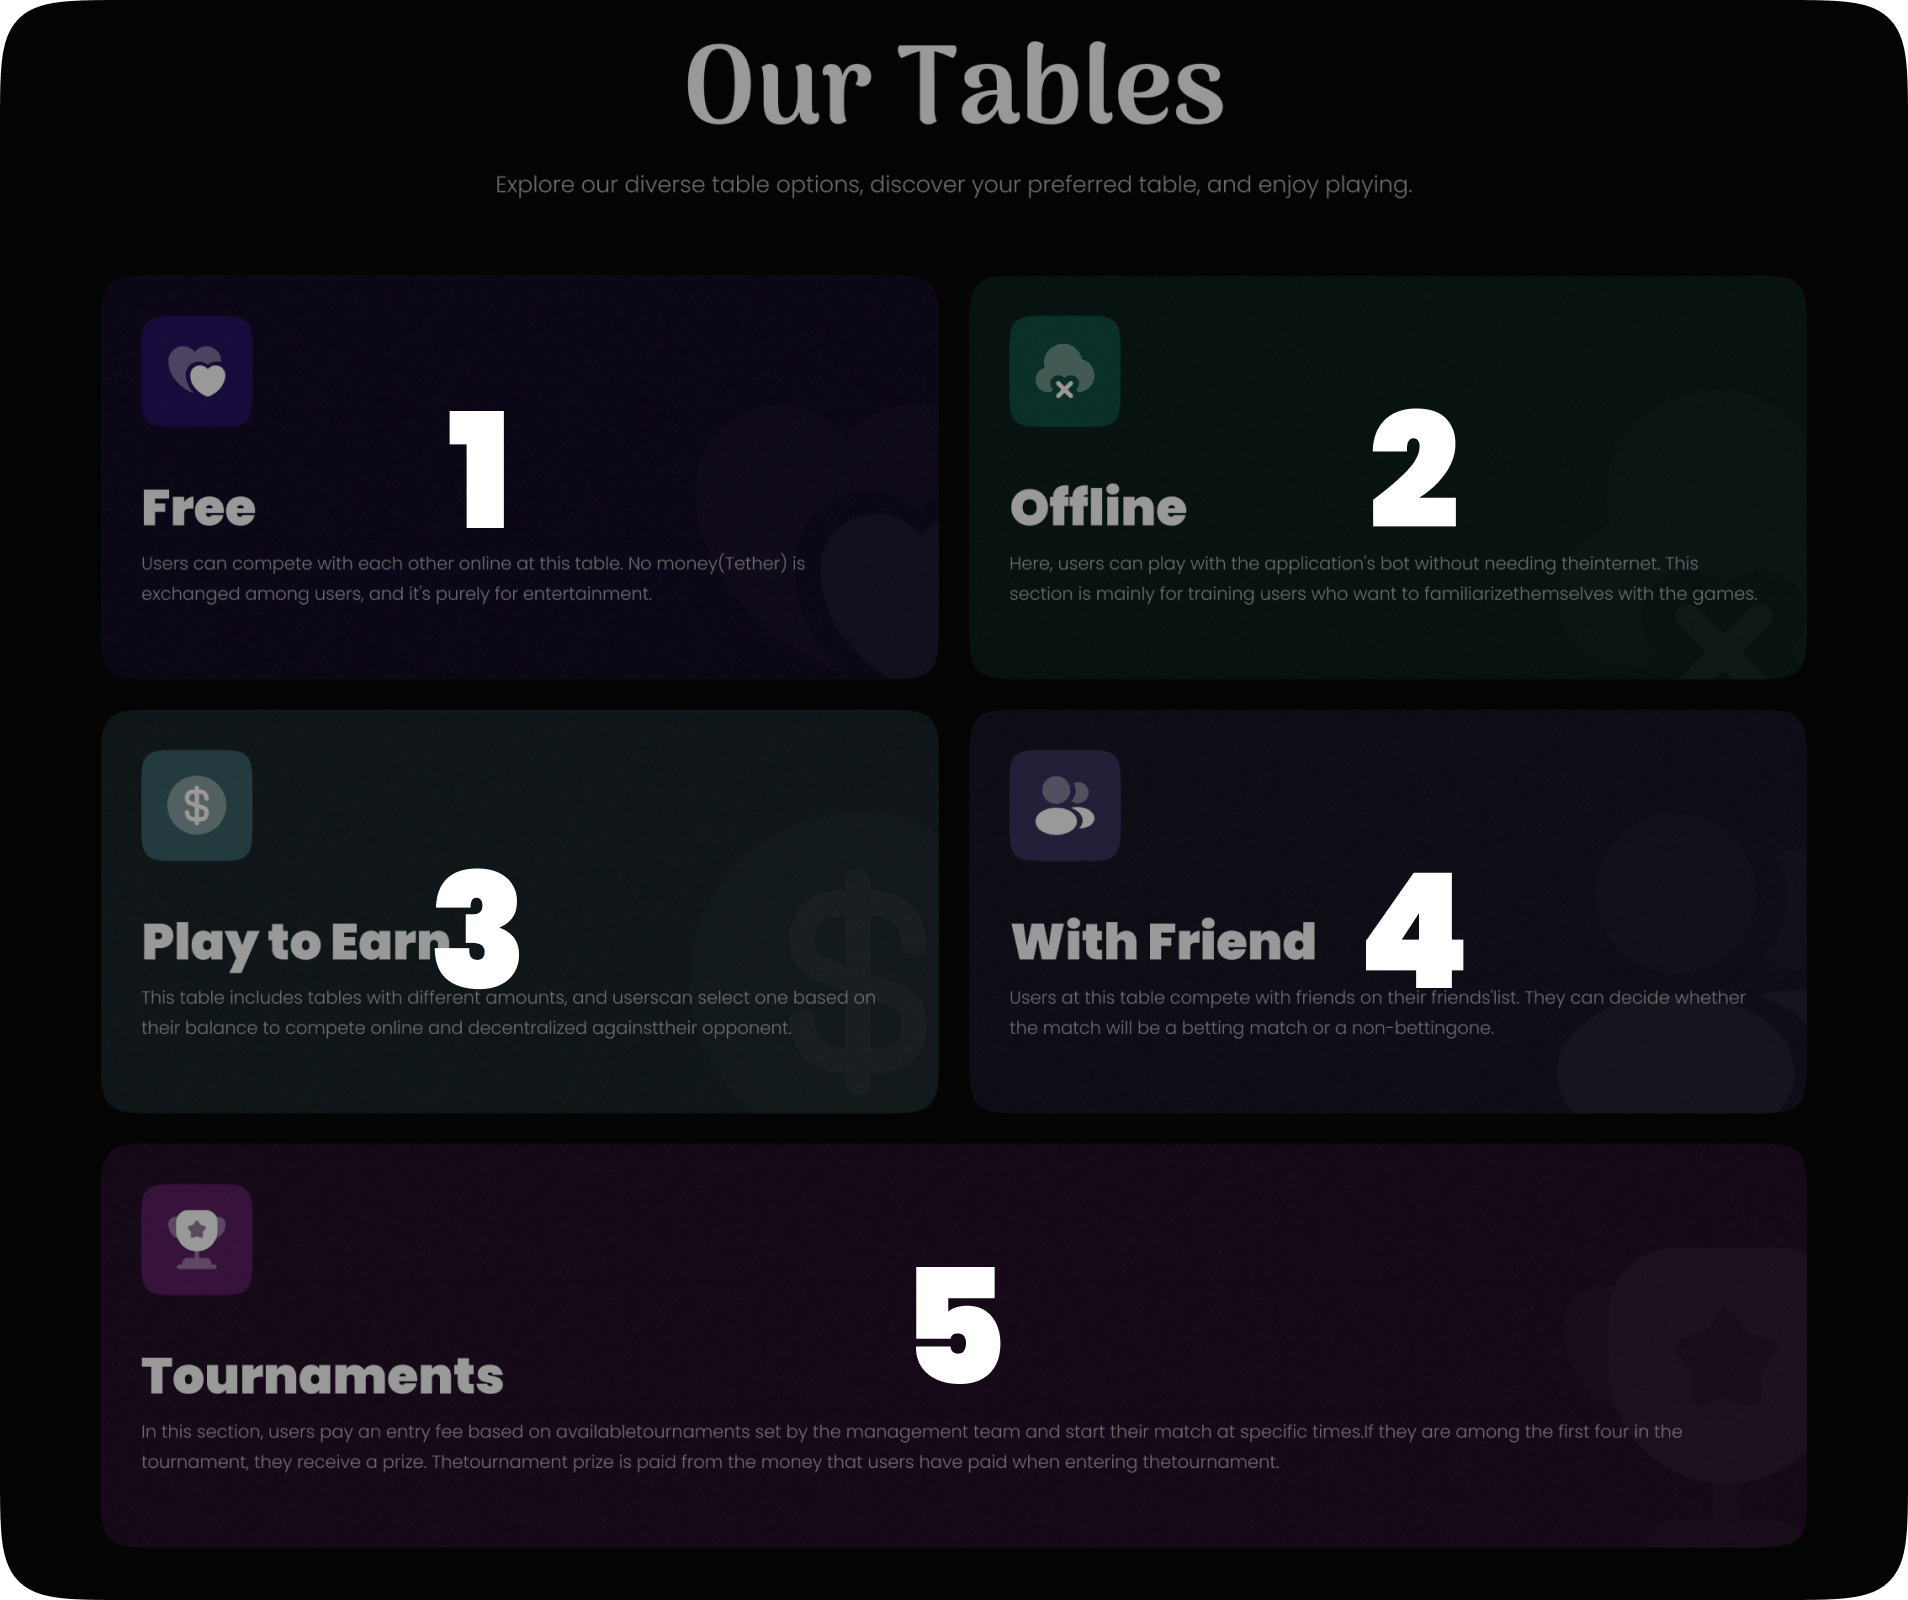 Our Tables
Explore our diverse table options, discover your preferred table, and enjoy playing.
1
Free
Users can compete with each other online at this table. No money(Tether) is
exchanged among users, and it's purely for entertainment.
2
Offline
Here, users can play with the application's bot without needing theinternet. This
section is mainly for training users who want to familiarizethemselves with the games.
$
3
Play to Earn
This table includes tables with different amounts, and userscan select one based on
their balance to compete online and decentralized againsttheir opponent.
$
4
With Friend
Users at this table compete with friends on their friends'list. They can decide whether
the match will be a betting match or a non-bettingone.
5
Tournaments
In this section, users pay an entry fee based on availabletournaments set by the management team and start their match at specific times.If they are among the first four in the
tournament, they receive a prize. Thetournament prize is paid from the money that users have paid when entering thetournament.